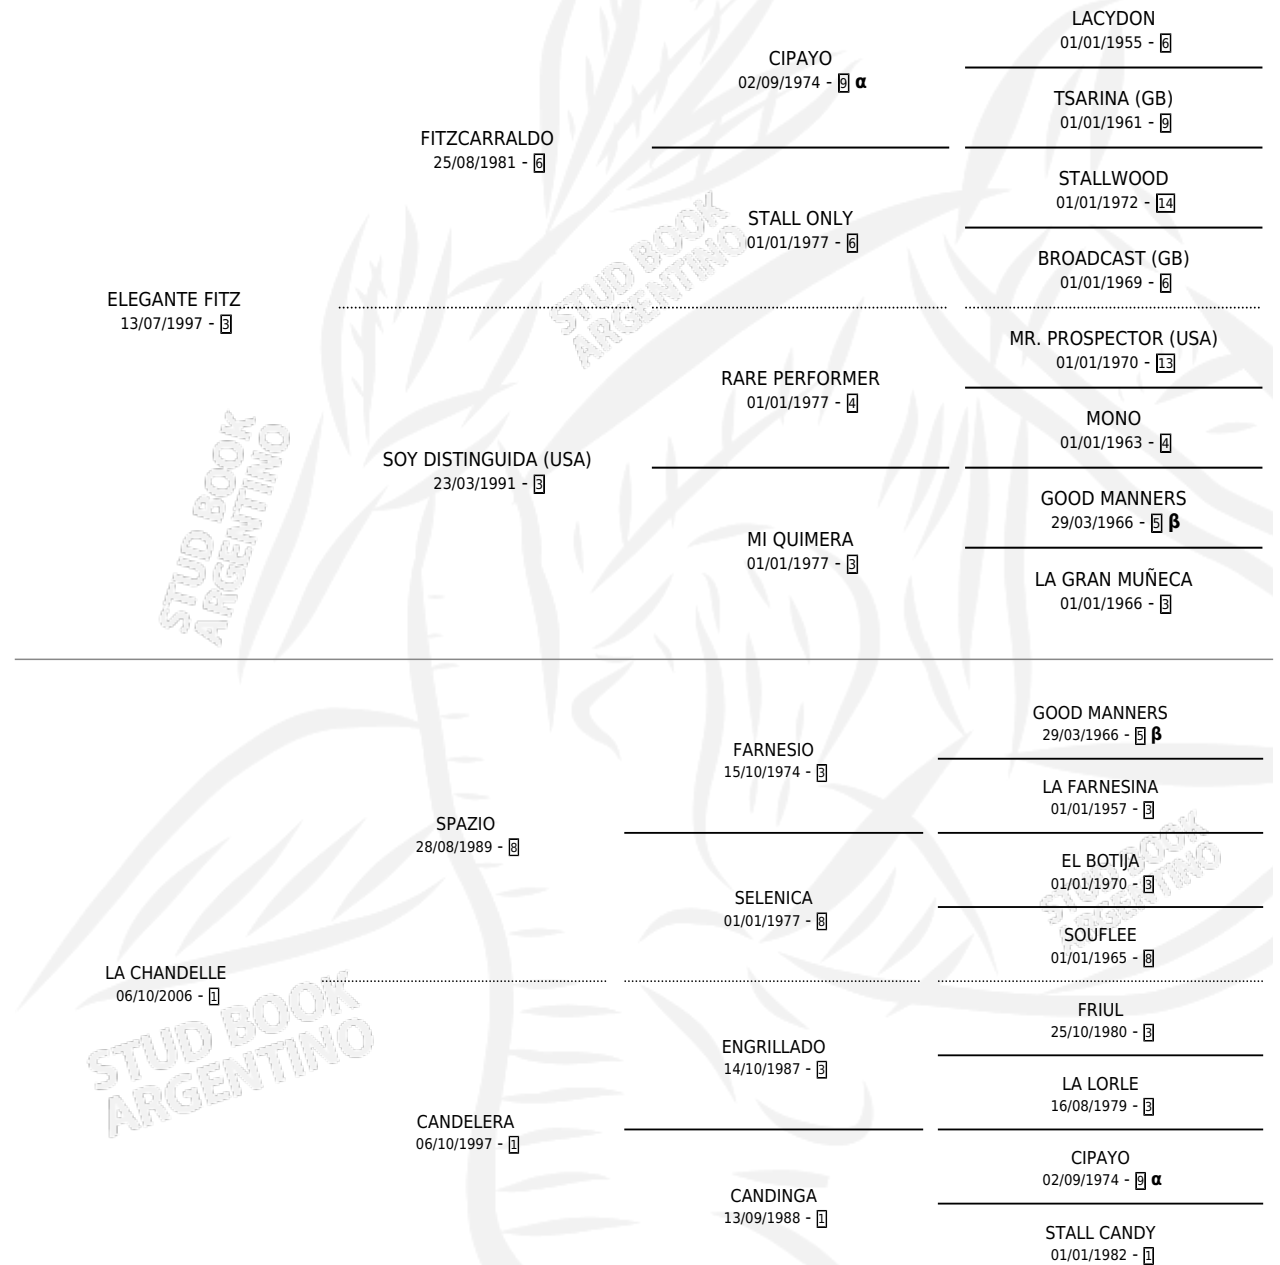 LACYDON
01/01/1955 - 6
CIPAYO
02/09/1974 - 9 α
TSARINA (GB)
01/01/1961 - 9
FITZCARRALDO
25/08/1981 - 6
STALLWOOD
01/01/1972 - 14
STALL ONLY
01/01/1977 - 6
BROADCAST (GB)
01/01/1969 - 6
ELEGANTE FITZ
13/07/1997 - 3
STUD BOOK
ARGENTINO
MR. PROSPECTOR (USA)
01/01/1970 - 13
RARE PERFORMER
01/01/1977 - 4
MONO
01/01/1963 - 4
SOY DISTINGUIDA (USA)
23/03/1991 - 3
GOOD MANNERS
29/03/1966 - 5 β
MI QUIMERA
01/01/1977 - 3
LA GRAN MUÑECA
01/01/1966 - 3
STUD BOOK
ARGENTINO
GOOD MANNERS
29/03/1966 - 5 β
FARNESIO
15/10/1974 - 3
LA FARNESINA
01/01/1957 - 3
SPAZIO
28/08/1989 - 8
EL BOTIJA
01/01/1970 - 3
SELENICA
01/01/1977 - 8
SOUFLEE
01/01/1965 - 8
STUD BOOK
ARGENTINO
LA CHANDELLE
06/10/2006 - 1
FRIUL
25/10/1980 - 3
ENGRILLADO
14/10/1987 - 3
LA LORLE
16/08/1979 - 3
STUD BOOK
ARGENTINO
CANDELERA
06/10/1997 - 1
CIPAYO
02/09/1974 - 9 α
CANDINGA
13/09/1988 - 1
STALL CANDY
01/01/1982 - 1